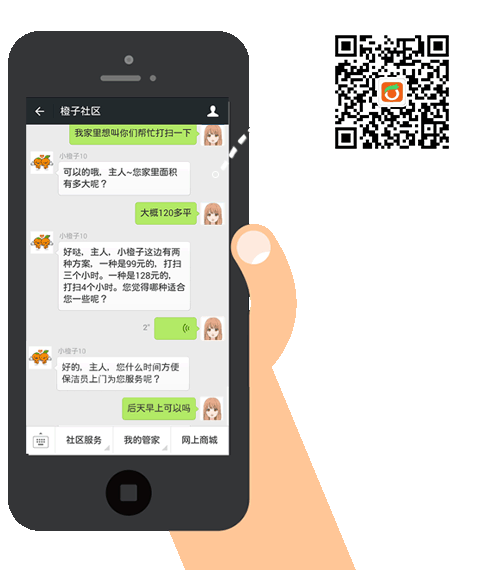 橙子社区
我家里想叫你们帮忙打扫一下
小橙子10
可以的哦，主人~您家里面积
有多大呢？
大概120多平
小橙子10
好哒，主人，小橙子这边有两
种方案，一种是99元的，打扫
三个小时。一种是128元的，
打扫4个小时。您觉得哪种适合
您一些呢？
2"
小橙子10
好的，主人，您什么时间方便
保洁员上门为您服务呢？
后天早上可以吗
社区服务
我的管家
网上商城